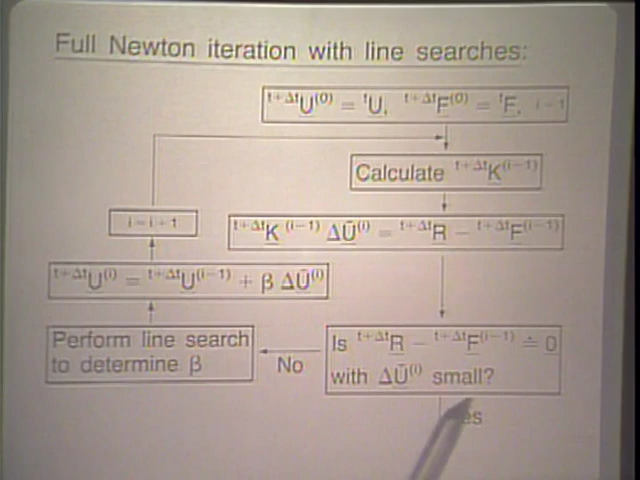 Full Newton iteration with line searches:
t+ΔtU(0) = tU, t+ΔtF(0) = tF, i=1
Calculate t+ΔtK(i−1)
i=i+1
t+ΔtK(i−1) ΔŪ(i) = t+ΔtR − t+ΔtF(i−1)
t+ΔtU(i) = t+ΔtU(i−1) + β ΔŪ(i)
Perform line search
to determine β
No
Is t+ΔtR − t+ΔtF(i−1) ≐ 0
with ΔŪ(i) small?